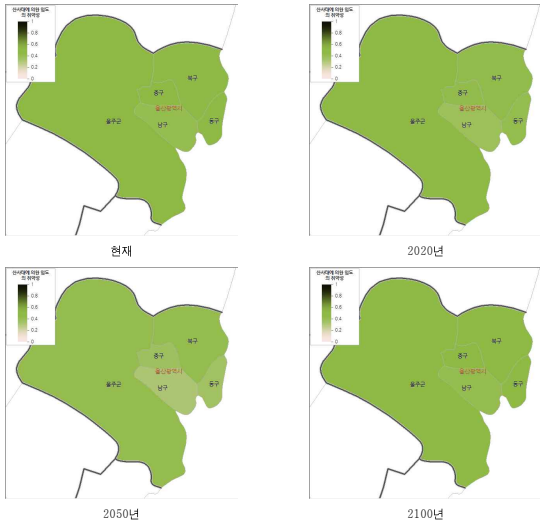 산사태에 의한 임도
의 취약성
1
0.8
0.6
0.4
0.2
0
북구
중구
울산광역시
울주군
남구
동구
현재
산사태에 의한 임도
의 취약성
1
0.8
0.6
0.4
0.2
0
북구
중구
울산광역시
울주군
남구
동구
2020년
산사태에 의한 임도
의 취약성
1
0.8
0.6
0.4
0.2
0
북구
중구
울산광역시
울주군
남구
동구
2050년
산사태에 의한 임도
의 취약성
1
0.8
0.6
0.4
0.2
0
북구
중구
울산광역시
울주군
남구
동구
2100년